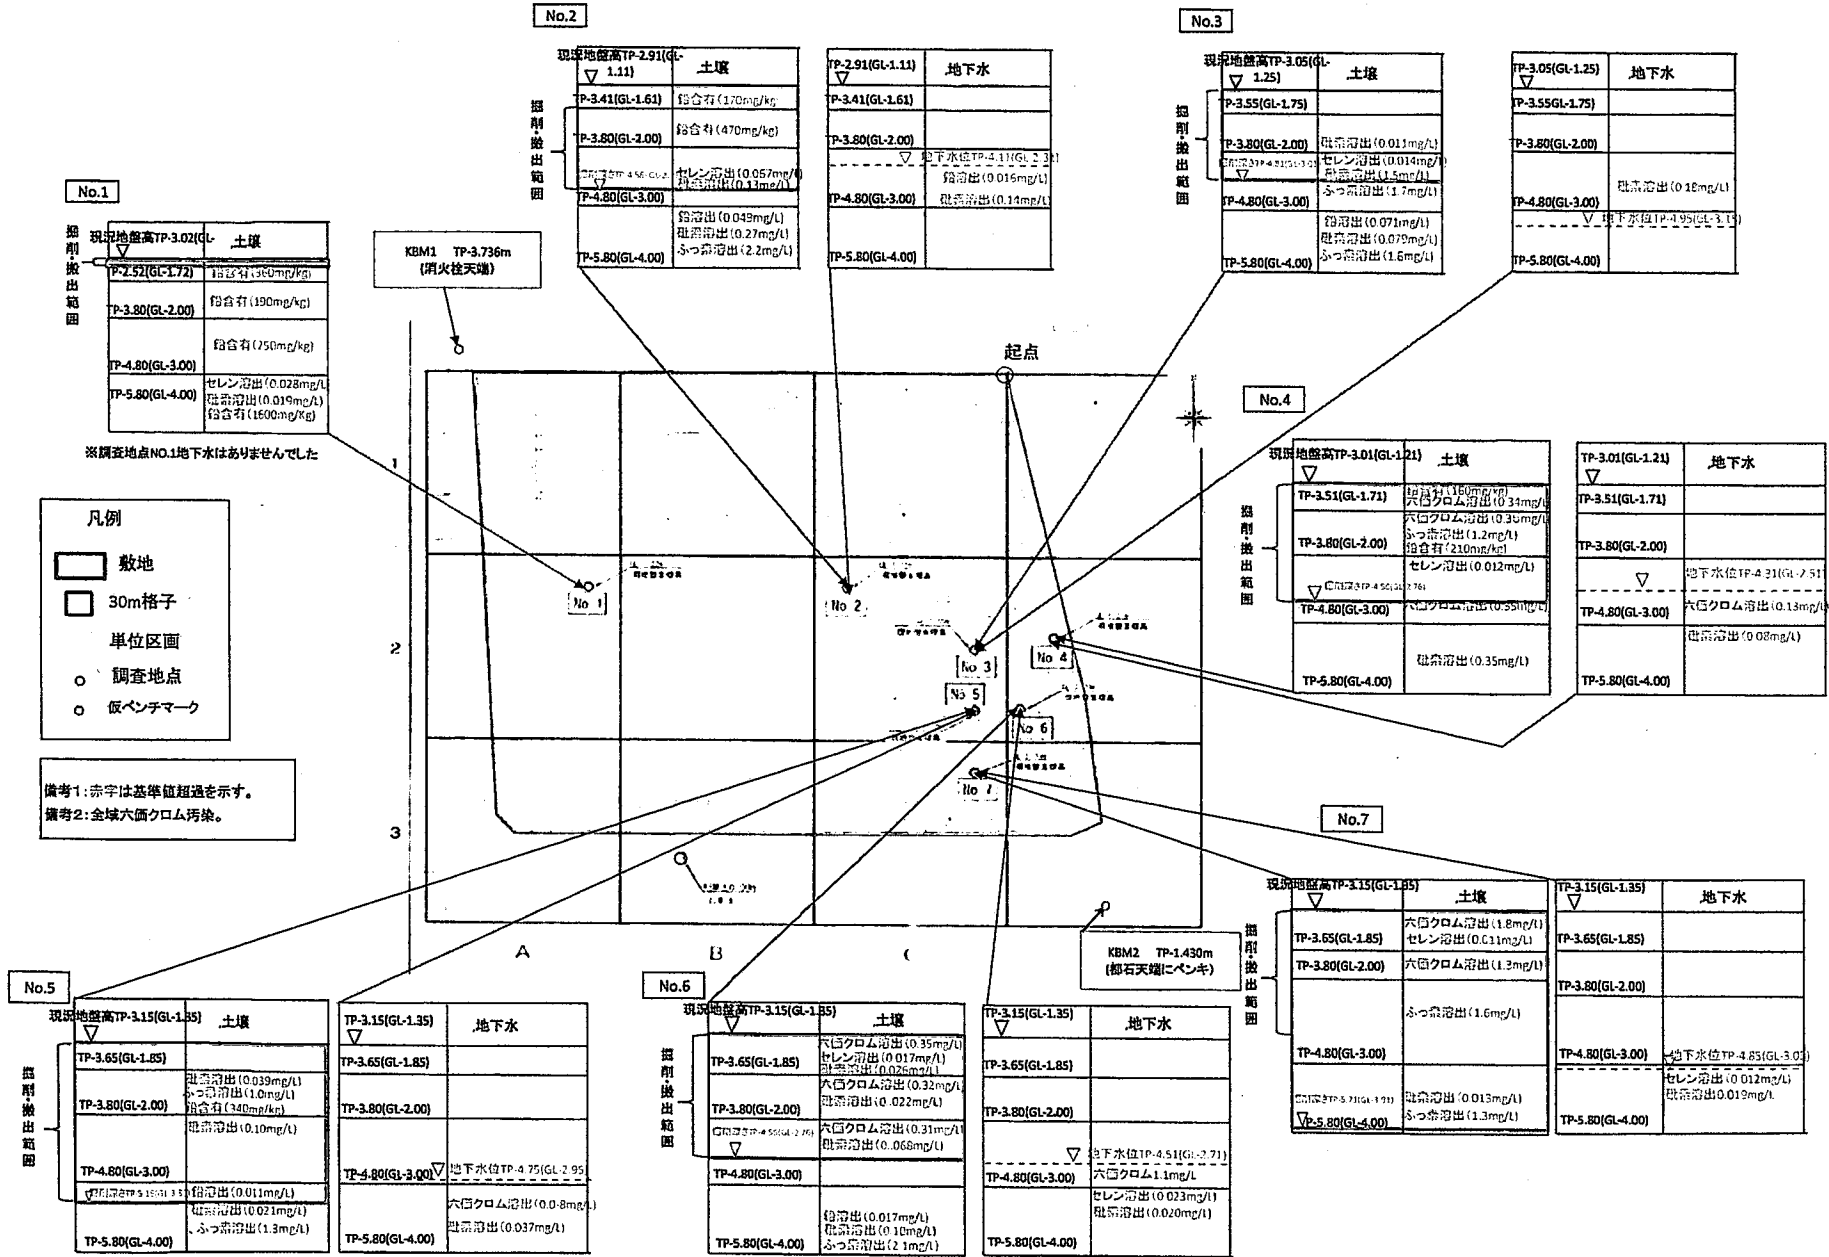 No.1
現況地盤高TP-3.02(GL-
土壌
TP-2.52(GL-1.72)
鉛含有(360mg/kg)
TP-3.80(GL-2.00)
鉛含有(190mg/kg)
鉛含有(250mg/kg)
TP-4.80(GL-3.00)
セレン溶出(0.028mg/L
TP-5.80(GL-4.00)
砒素溶出(0.019mg/L)
鉛含有(1600mg/Kg)
掘削・搬出範囲
※調査地点NO.1地下水はありませんでした
No.2
現況地盤高TP-2.91(GL-
1.11)
土壌
TP-3.41(GL-1.61)
鉛含有(170mg/kg
鉛含有(470mg/kg)
TP-3.80(GL-2.00)
セレン溶出(0.057mg/L)
砒素溶出(0.13mg/L)
TP-4.80(GL-3.00)
鉛溶出(0.049mg/L)
砒素溶出(0.27mg/L)
ふっ素溶出(2.2mg/L)
TP-5.80(GL-4.00)
掘削・搬出範囲
TP-2.91(GL-1.11)
地下水
TP-3.41(GL-1.61)
TP-3.80(GL-2.00)
地下水位TP-4.11(GL-2.31
鉛溶出(0.016mg/L)
TP-4.80(GL-3.00)
砒素溶出(0.14mg/L)
TP-5.80(GL-4.00)
No.3
現況地盤高TP-3.05(GL-
1.25)
土壌
TP-3.55(GL-1.75)
TP-3.80(GL-2.00)
砒素溶出(0.011mg/L)
セレン溶出(0.014mg/L)
砒素溶出(1.5mg/L)
ふっ素溶出(1.7mg/L)
TP-4.80(GL-3.00)
鉛溶出(0.071mg/L)
砒素溶出(0.079mg/L)
ふっ素溶出(1.6mg/L)
TP-5.80(GL-4.00)
掘削・搬出範囲
TP-3.05(GL-1.25)
地下水
TP-3.55GL-1.75)
TP-3.80(GL-2.00)
砒素溶出(0.18mg/L)
TP-4.80(GL-3.00)
地下水位TP-4.95(GL-3.15
TP-5.80(GL-4.00)
KBM1 TP-3.736m
(消火栓天端)
起点
No.4
現況地盤高TP-3.01(GL-1.21)
土壌
TP-3.51(GL-1.71)
鉛含有(160mg/kg)
六価クロム溶出(0.34mg/L
六価クロム溶出(0.36mg/L
ふっ素溶出(1.2mg/L)
TP-3.80(GL-2.00)
鉛含有(210mg/kg)
セレン溶出(0.012mg/L)
TP-4.80(GL-3.00)
六価クロム溶出(0.35mg/L
砒素溶出(0.35mg/L)
TP-5.80(GL-4.00)
掘削・搬出範囲
TP-3.01(GL-1.21)
地下水
TP-3.51(GL-1.71)
TP-3.80(GL-2.00)
地下水位TP-4.31(GL-2.51
TP-4.80(GL-3.00)
六価クロム溶出(0.13mg/L
砒素溶出(0.08mg/L)
TP-5.80(GL-4.00)
凡例
敷地
30m格子
単位区画
調査地点
仮ベンチマーク
備考1:赤字は基準値超過を示す。
備考2:全域六価クロム汚染。
1
2
3
A
B
No 1
No 2
No 3
No 4
No 5
No 6
No 7
KBM2 TP-1.430m
(都石天端にペンキ)
No.5
現況地盤高TP-3.15(GL-1.35)
土壌
TP-3.65(GL-1.85)
砒素溶出(0.039mg/L)
ふっ素溶出(1.0mg/L)
TP-3.80(GL-2.00)
鉛含有(340mg/kg)
砒素溶出(0.10mg/L)
TP-4.80(GL-3.00)
鉛溶出(0.011mg/L)
砒素溶出(0.021mg/L)
ふっ素溶出(1.3mg/L)
TP-5.80(GL-4.00)
掘削・搬出範囲
TP-3.15(GL-1.35)
地下水
TP-3.65(GL-1.85)
TP-3.80(GL-2.00)
TP-4.80(GL-3.00)
地下水位TP-4.75(GL-2.95
六価クロム溶出(0.0-8mg/L)
砒素溶出(0.037mg/L)
TP-5.80(GL-4.00)
No.6
現況地盤高TP-3.15(GL-1.35)
土壌
六価クロム溶出(0.35mg/L)
TP-3.65(GL-1.85)
セレン溶出(0.017mg/L)
砒素溶出(0.026mg/L)
六価クロム溶出(0.32mg/L
TP-3.80(GL-2.00)
砒素溶出(0.022mg/L)
六価クロム溶出(0.31mg/L
砒素溶出(0.068mg/L)
TP-4.80(GL-3.00)
鉛溶出(0.017mg/L)
砒素溶出(0.10mg/L)
TP-5.80(GL-4.00)
ふっ素溶出(2.1mg/L)
掘削・搬出範囲
TP-3.15(GL-1.35)
地下水
TP-3.65(GL-1.85)
TP-3.80(GL-2.00)
地下水位TP-4.51(GL-2.71)
TP-4.80(GL-3.00)
六価クロム1.1mg/L
セレン溶出(0.023mg/L)
砒素溶出(0.020mg/L)
TP-5.80(GL-4.00)
No.7
現況地盤高TP-3.15(GL-1.35)
土壌
六価クロム溶出(1.8mg/L)
TP-3.65(GL-1.85)
セレン溶出(0.011mg/L)
TP-3.80(GL-2.00)
六価クロム溶出(1.3mg/L)
ふっ素溶出(1.6mg/L)
TP-4.80(GL-3.00)
砒素溶出(0.013mg/L)
ふっ素溶出(1.3mg/L)
TP-5.80(GL-4.00)
掘削・搬出範囲
TP-3.15(GL-1.35)
地下水
TP-3.65(GL-1.85)
TP-3.80(GL-2.00)
TP-4.80(GL-3.00)
地下水位TP-4.85(GL-3.05
セレン溶出(0.012mg/L)
砒素溶出0.019mg/L)
TP-5.80(GL-4.00)